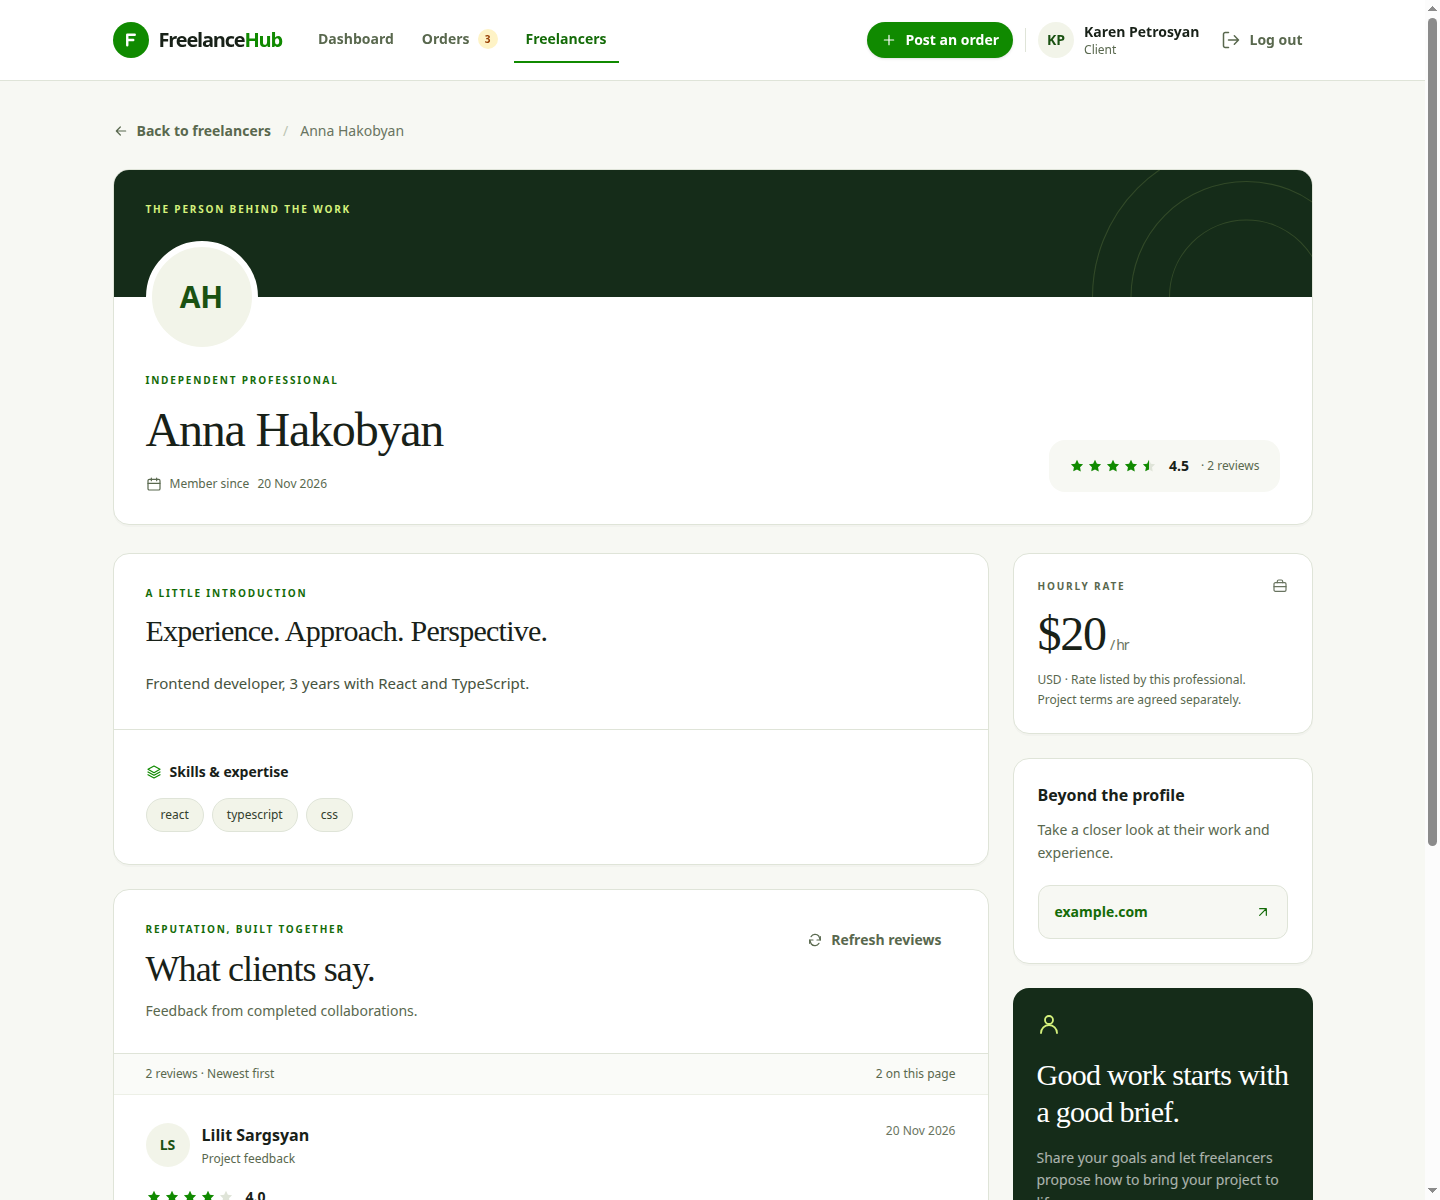 F FreelanceHub
Dashboard
Orders 3
Freelancers
Post an order
KP
Karen Petrosyan
Client
Log out
Back to freelancers / Anna Hakobyan
THE PERSON BEHIND THE WORK
AH
INDEPENDENT PROFESSIONAL
Anna Hakobyan
Member since 20 Nov 2026
4.5 · 2 reviews
A LITTLE INTRODUCTION
Experience. Approach. Perspective.
Frontend developer, 3 years with React and TypeScript.
Skills & expertise
react typescript css
REPUTATION, BUILT TOGETHER
What clients say.
Feedback from completed collaborations.
Refresh reviews
2 reviews · Newest first
2 on this page
LS
Lilit Sargsyan
Project feedback
20 Nov 2026
4.0
HOURLY RATE
$20 /hr
USD · Rate listed by this professional.
Project terms are agreed separately.
Beyond the profile
Take a closer look at their work and
experience.
example.com
Good work starts with
a good brief.
Share your goals and let freelancers
propose how to bring your project to